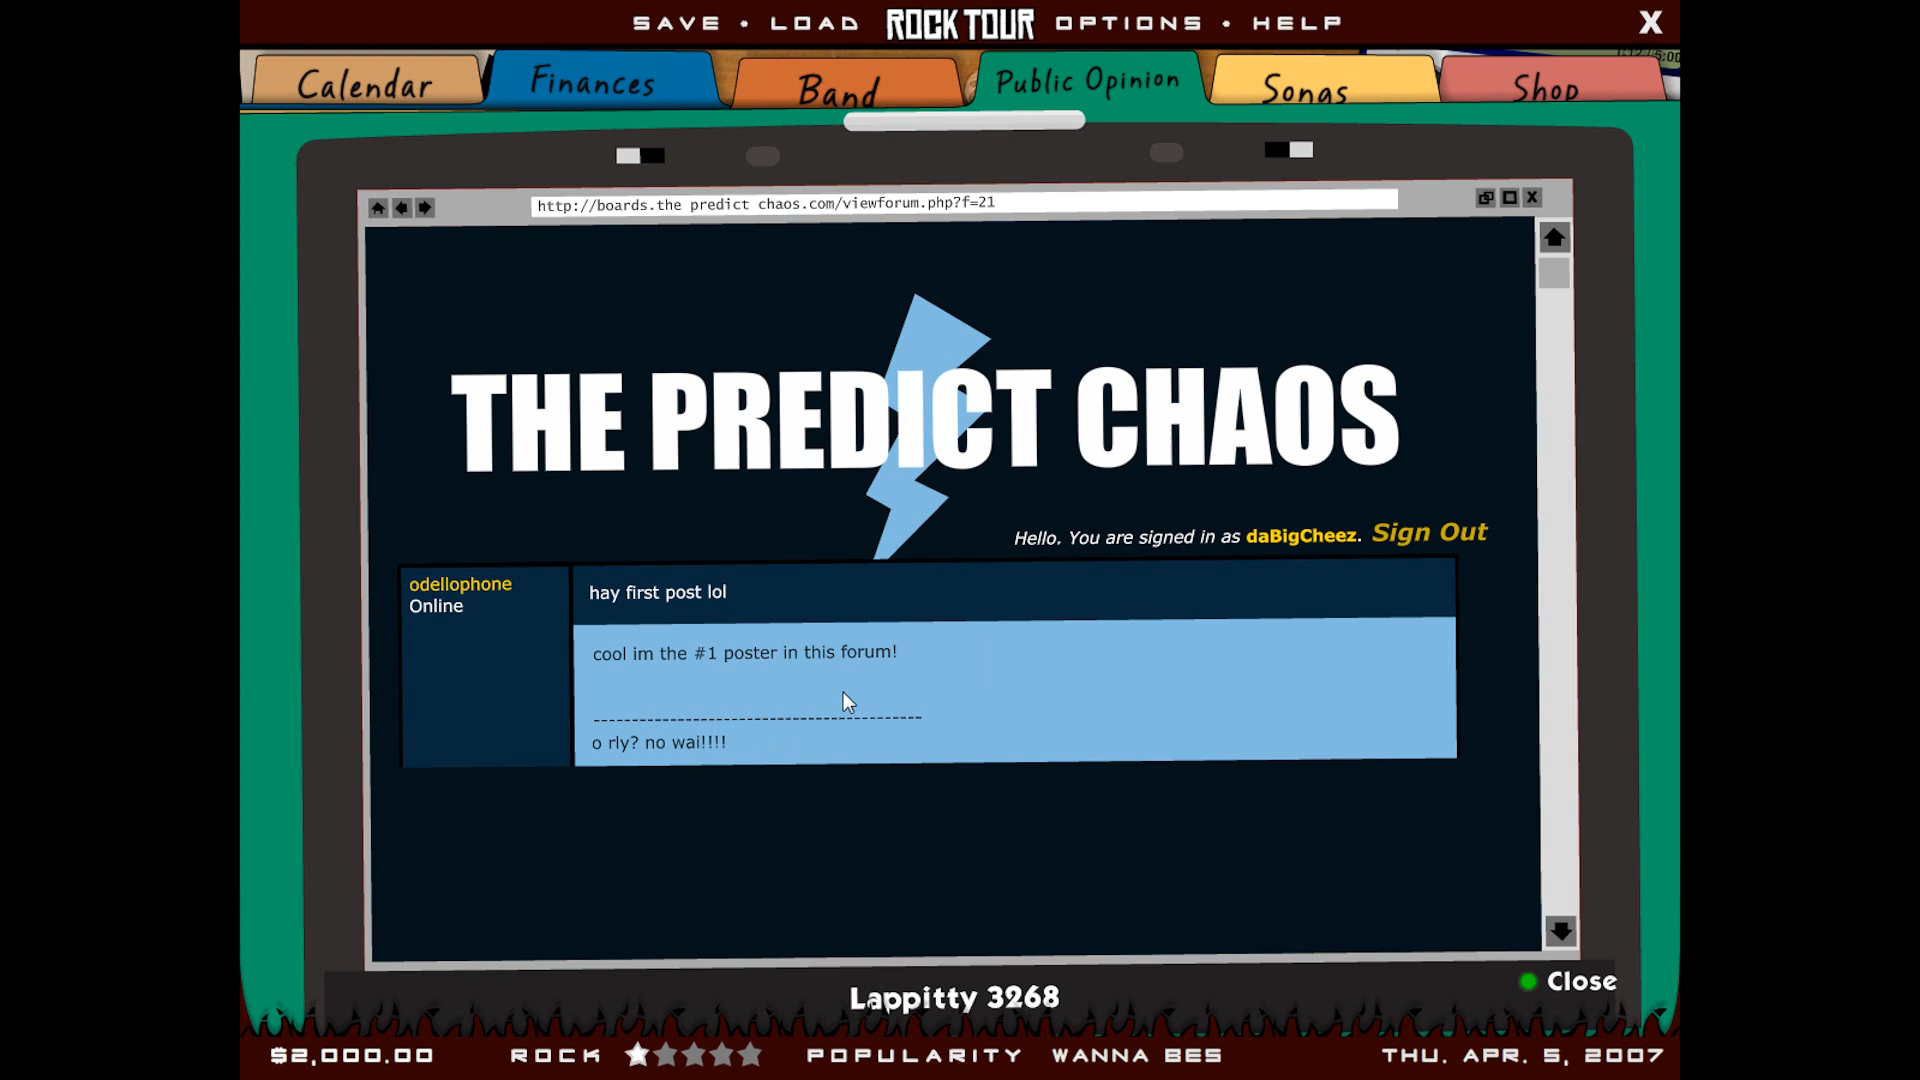 SAVE • LOAD ROCK TOUR OPTIONS • HELP X
Calendar Finances Band Public Opinion Songs Shop
http://boards.the predict chaos.com/viewforum.php?f=21
THE PREDICT CHAOS
Hello. You are signed in as daBigCheez. Sign Out
odellophone
Online
hay first post lol
cool im the #1 poster in this forum!
-----------------------------------------
o rly? no wai!!!!
Lappitty 3268
Close
$2,000.00 ROCK POPULARITY WANNA BES THU. APR. 5, 2007